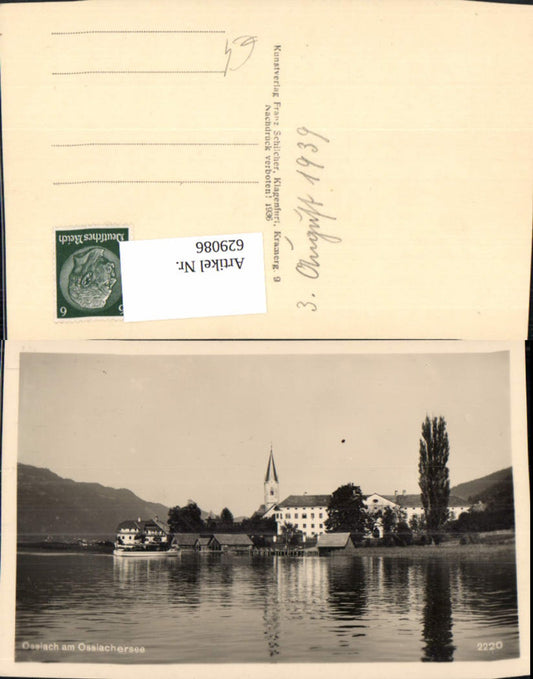 64
Kunstverlag Franz Schilcher, Klagenfurt, Kramerg. 9
Nachdruck verboten! 1936
3. August 1939
Deutsches Reich
6 6
Artikel Nr.
629086
Ossiach am Ossiachersee
2220